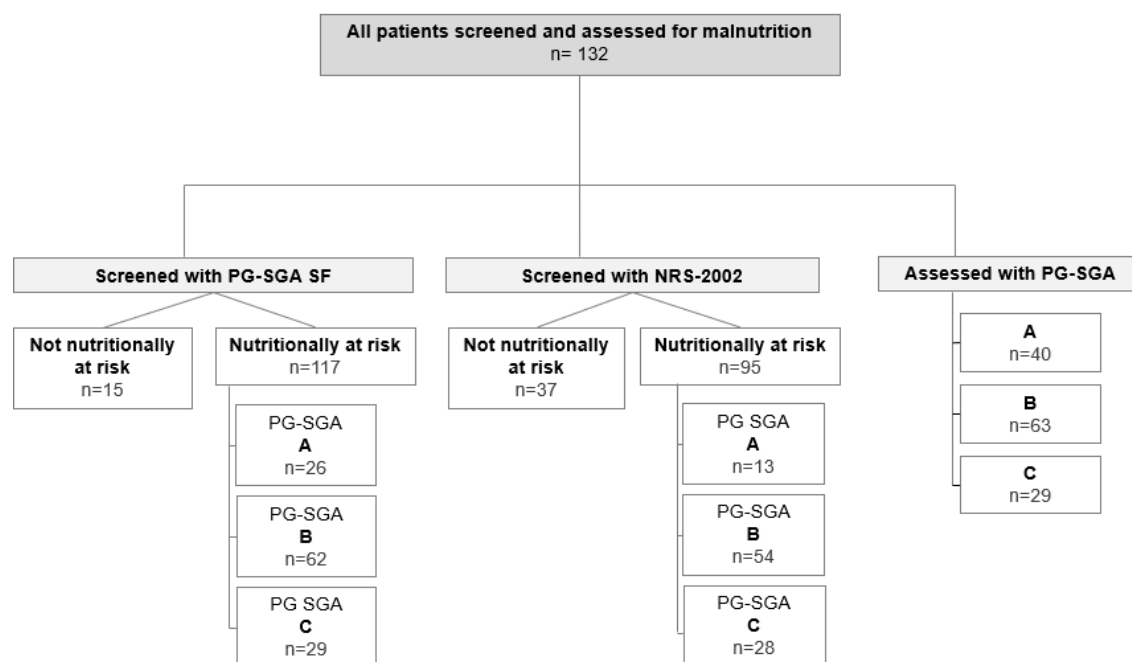 All patients screened and assessed for malnutrition
n= 132
Screened with PG-SGA SF
Not nutritionally
at risk
n=15
Nutritionally at risk
n=117
PG-SGA
A
n=26
PG-SGA
B
n=62
PG SGA
C
n=29
Screened with NRS-2002
Not nutritionally
at risk
n=37
Nutritionally at risk
n=95
PG SGA
A
n=13
PG-SGA
B
n=54
PG-SGA
C
n=28
Assessed with PG-SGA
A
n=40
B
n=63
C
n=29